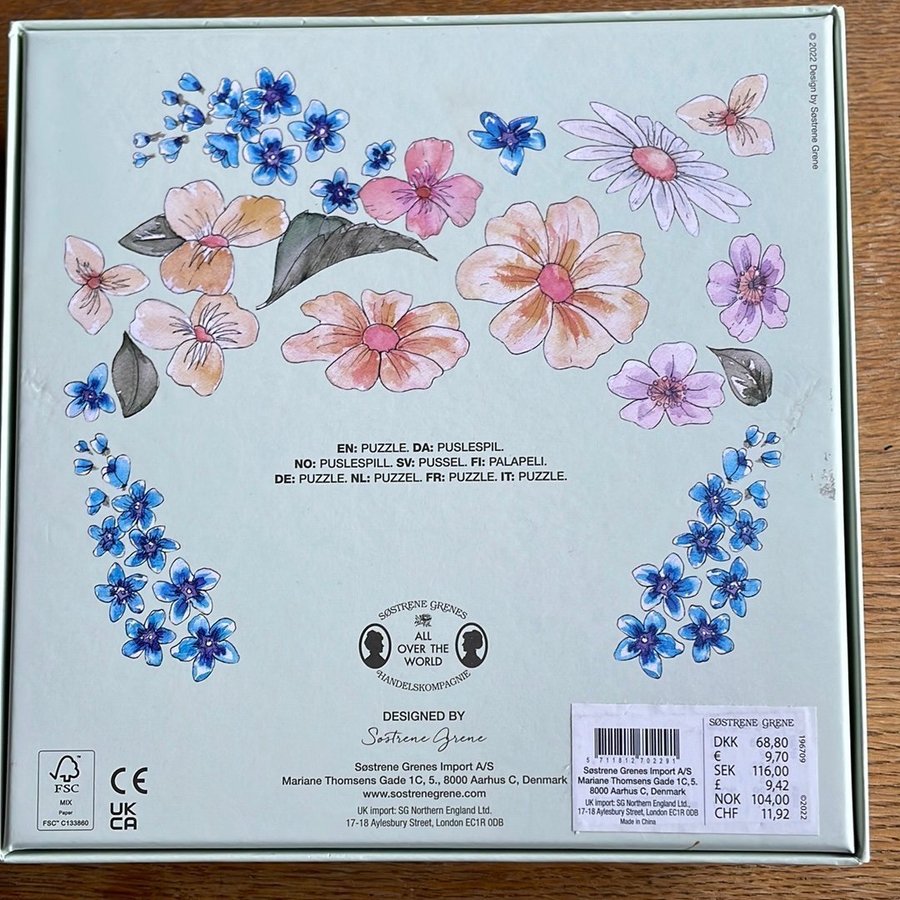 © 2022 Design by Søstrene Grene
EN: PUZZLE. DA: PUSLESPIL.
NO: PUSLESPILL. SV: PUSSEL. FI: PALAPELI.
DE: PUZZLE. NL: PUZZEL. FR: PUZZLE. IT: PUZZLE.
SØSTRENE GRENES
ALL
OVER THE
WORLD
HANDELSKOMPAGNIE
DESIGNED BY
Søstrene Grene
Søstrene Grenes Import A/S
Mariane Thomsens Gade 1C, 5., 8000 Aarhus C, Denmark
www.sostrenegrene.com
UK import: SG Northern England Ltd.,
17-18 Aylesbury Street, London EC1R 0DB
FSC
MIX
Paper
FSC™ C133860
CE
UK
CA
5 711812 702291
Søstrene Grenes Import A/S
Mariane Thomsens Gade 1C, 5.
8000 Aarhus C, Denmark
UK import: SG Northern England Ltd.,
17-18 Aylesbury Street, London EC1R 0DB
Made in China
SØSTRENE GRENE
DKK 68,80
€ 9,70
SEK 116,00
£ 9,42
NOK 104,00
CHF 11,92
196709
©2022